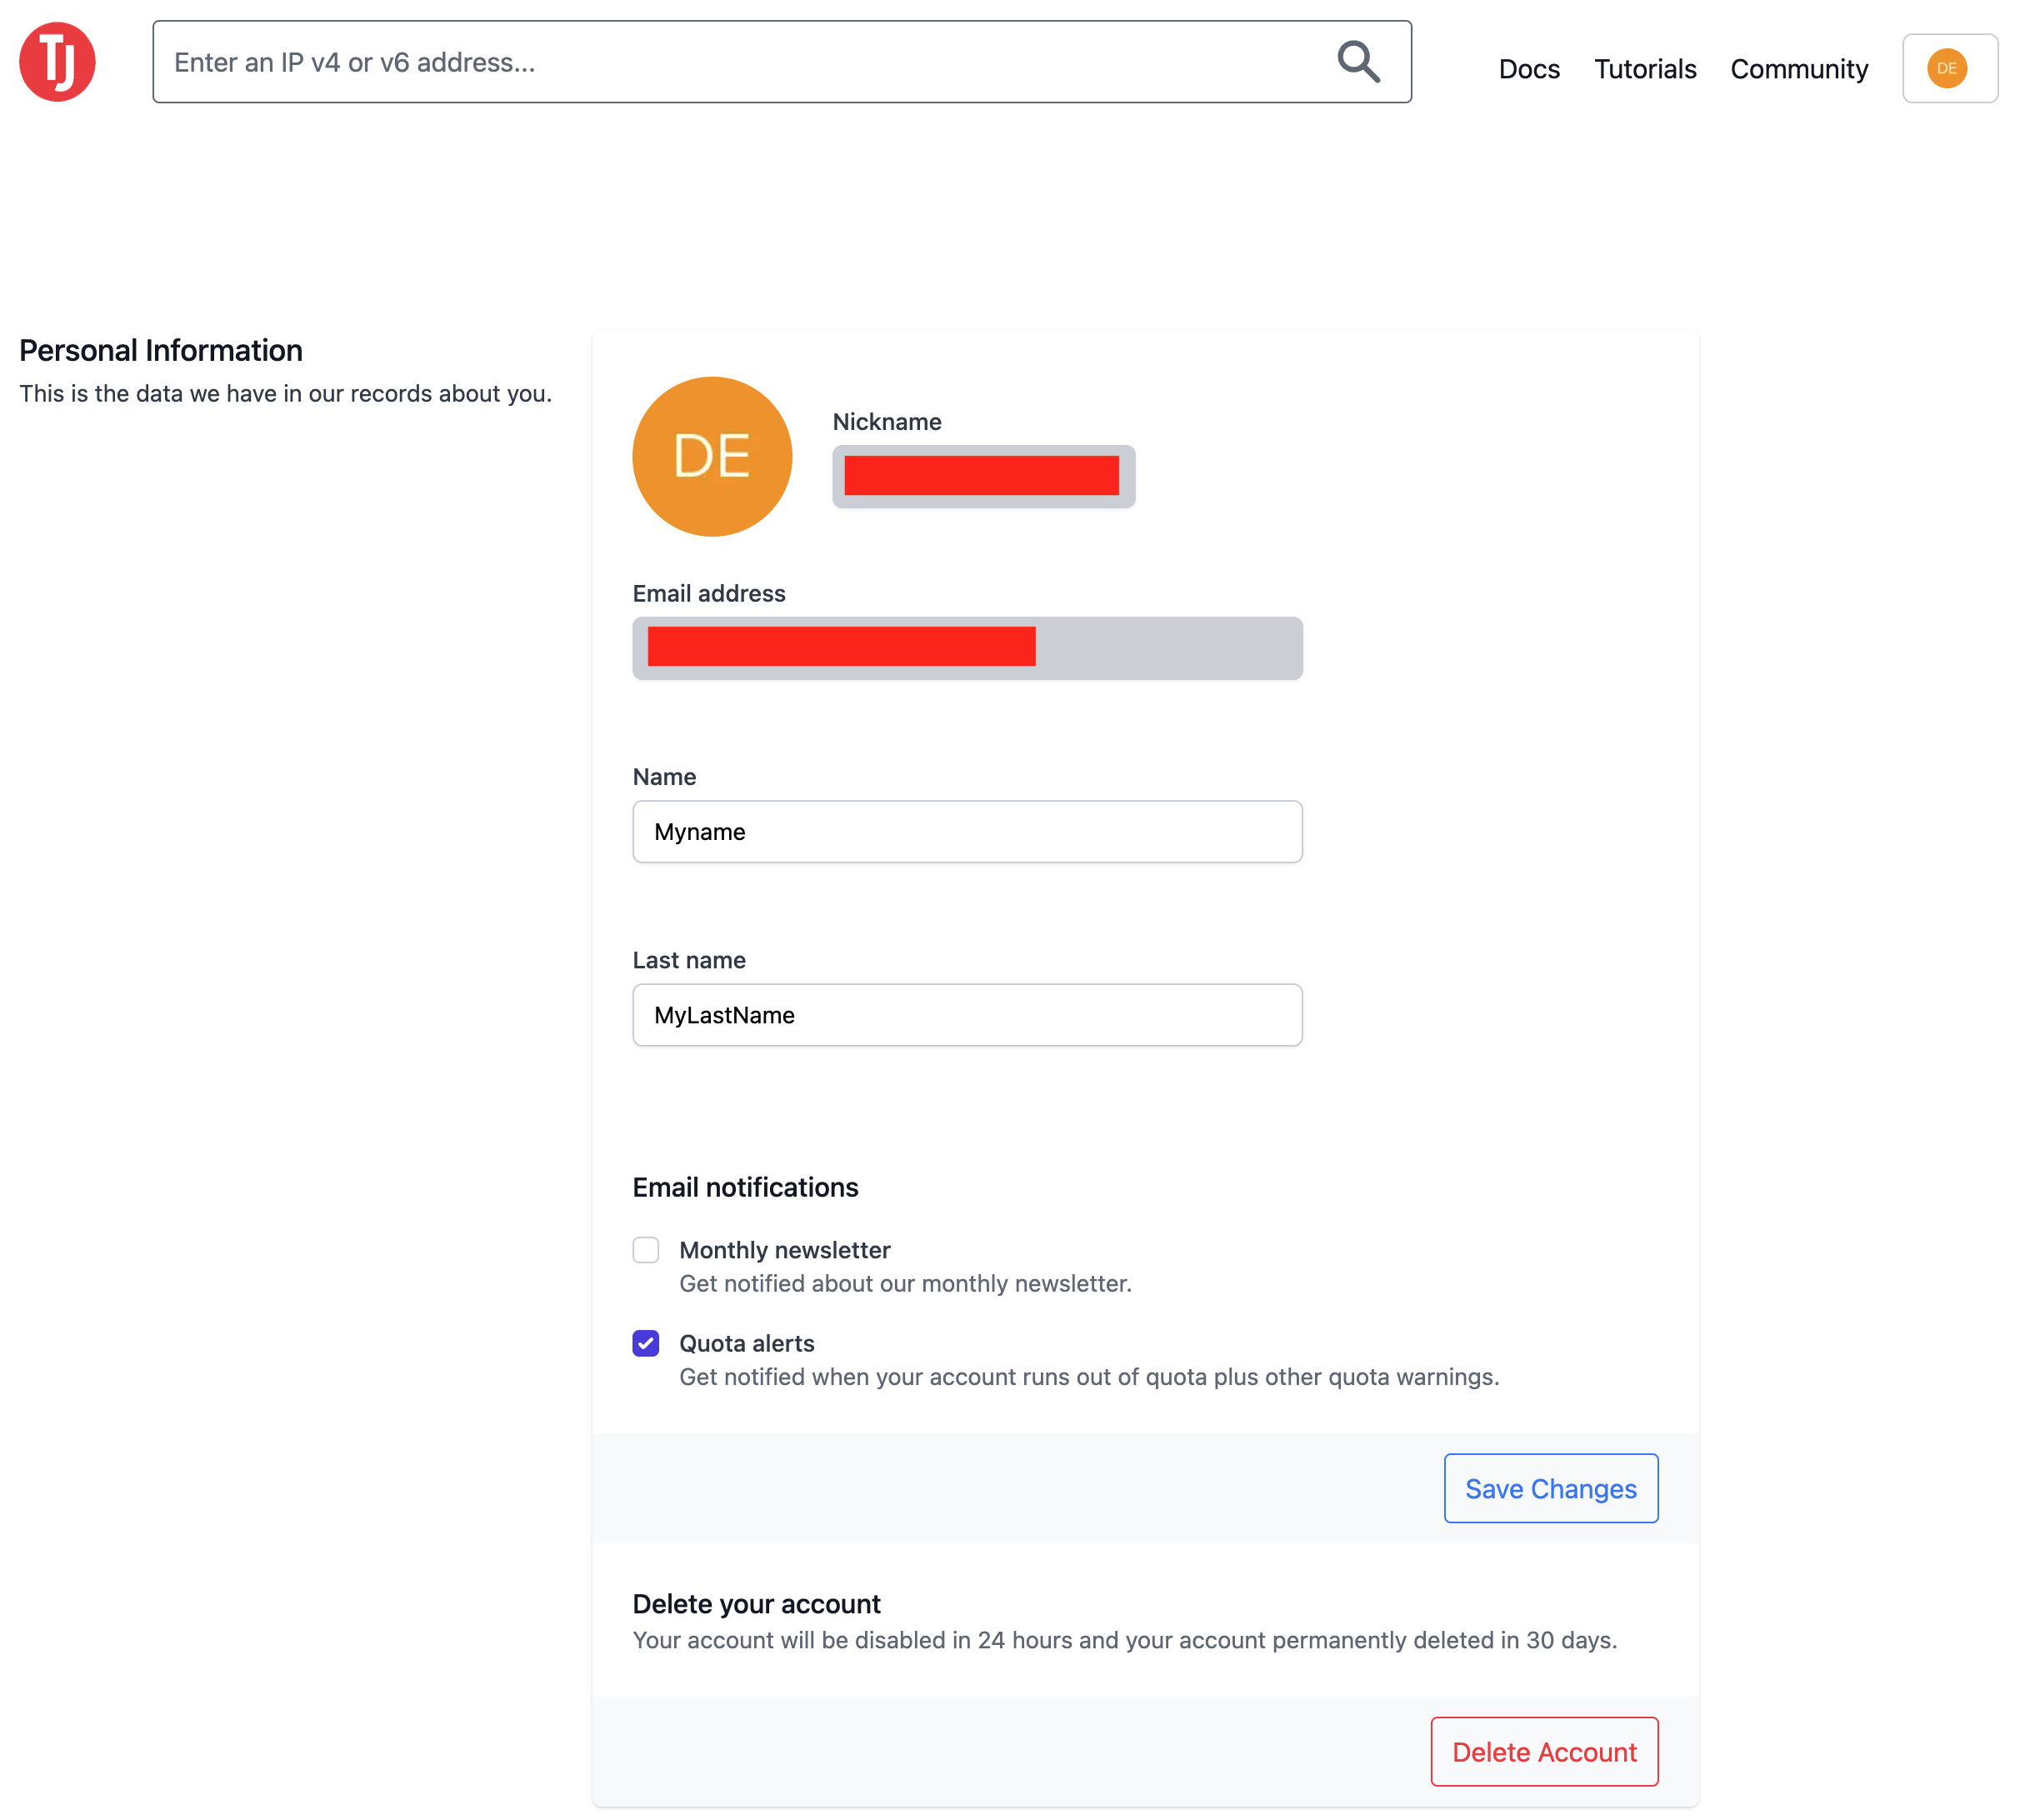 TJ
Enter an IP v4 or v6 address...
Docs Tutorials Community DE
Personal Information
This is the data we have in our records about you.
DE
Nickname
Email address
Name
Myname
Last name
MyLastName
Email notifications
Monthly newsletter
Get notified about our monthly newsletter.
Quota alerts
Get notified when your account runs out of quota plus other quota warnings.
Save Changes
Delete your account
Your account will be disabled in 24 hours and your account permanently deleted in 30 days.
Delete Account